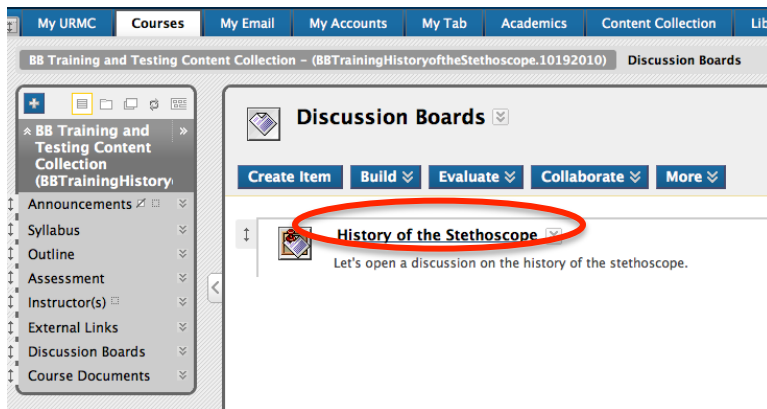 My URMC Courses My Email My Accounts My Tab Academics Content Collection
BB Training and Testing Content Collection – (BBTrainingHistoryoftheStethoscope.10192010) Discussion Boards
BB Training and
Testing Content
Collection
(BBTrainingHistory
Announcements
Syllabus
Outline
Assessment
Instructor(s)
External Links
Discussion Boards
Course Documents
Discussion Boards
Create Item Build Evaluate Collaborate More
History of the Stethoscope
Let's open a discussion on the history of the stethoscope.